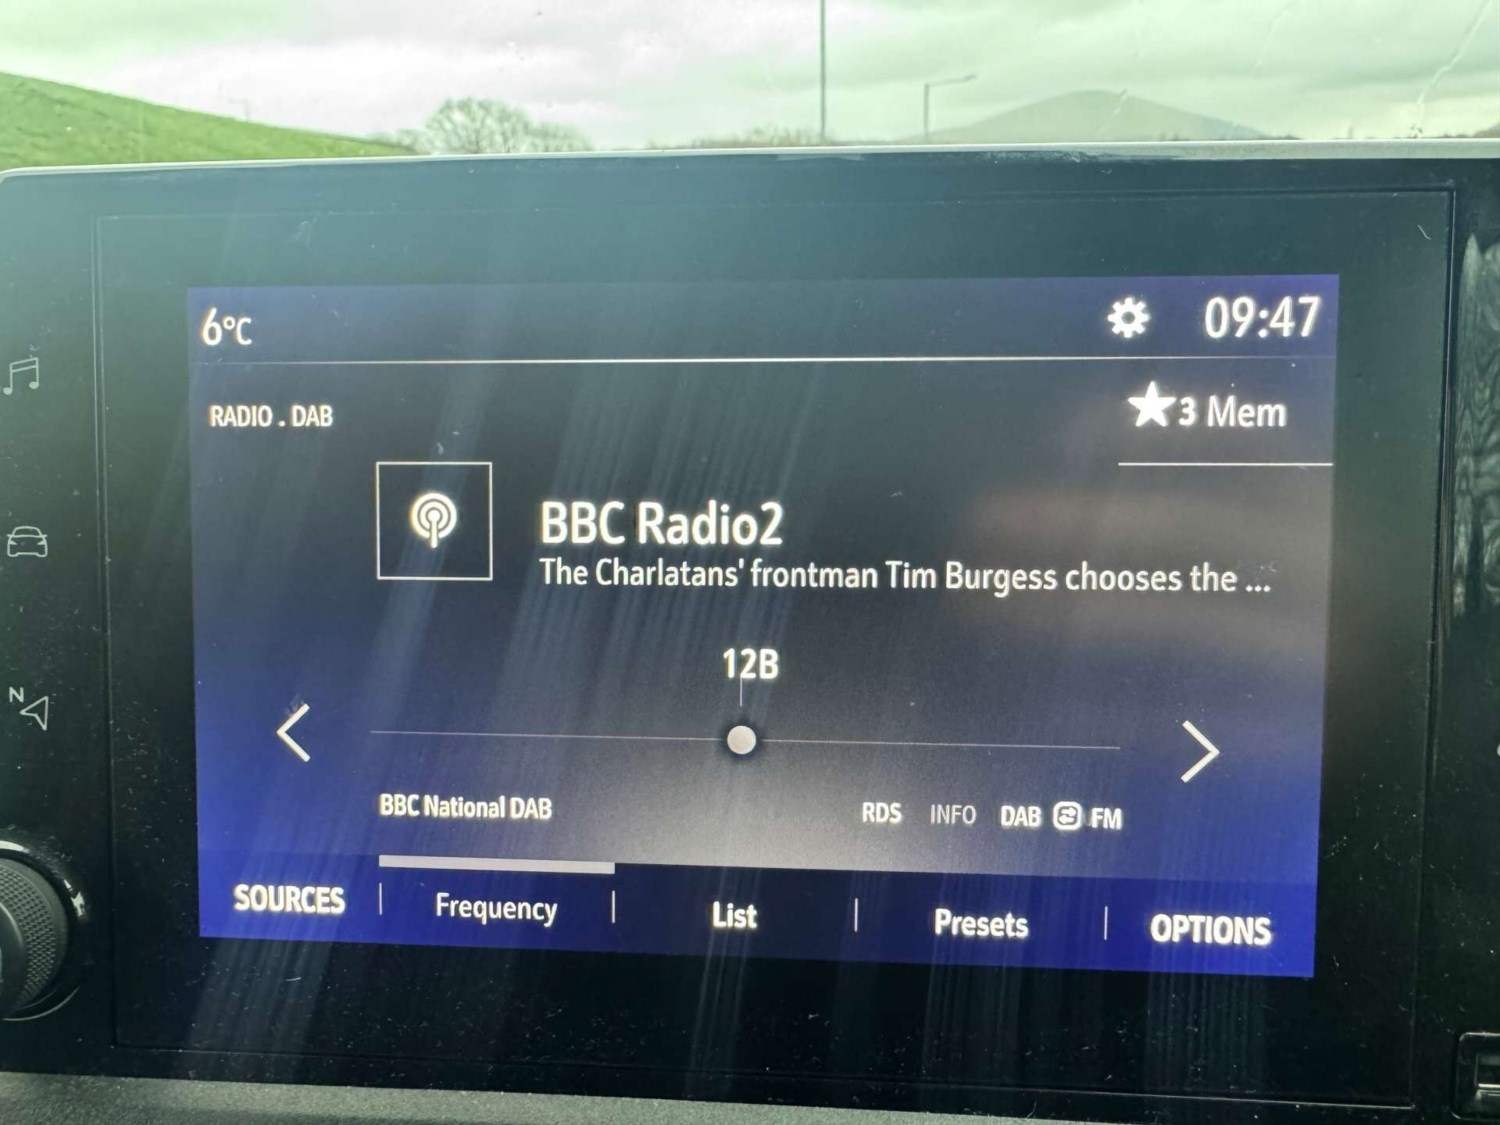 6°C
09:47
RADIO . DAB
3 Mem
BBC Radio2
The Charlatans' frontman Tim Burgess chooses the ...
12B
BBC National DAB
RDS INFO DAB FM
SOURCES | Frequency | List | Presets | OPTIONS
N